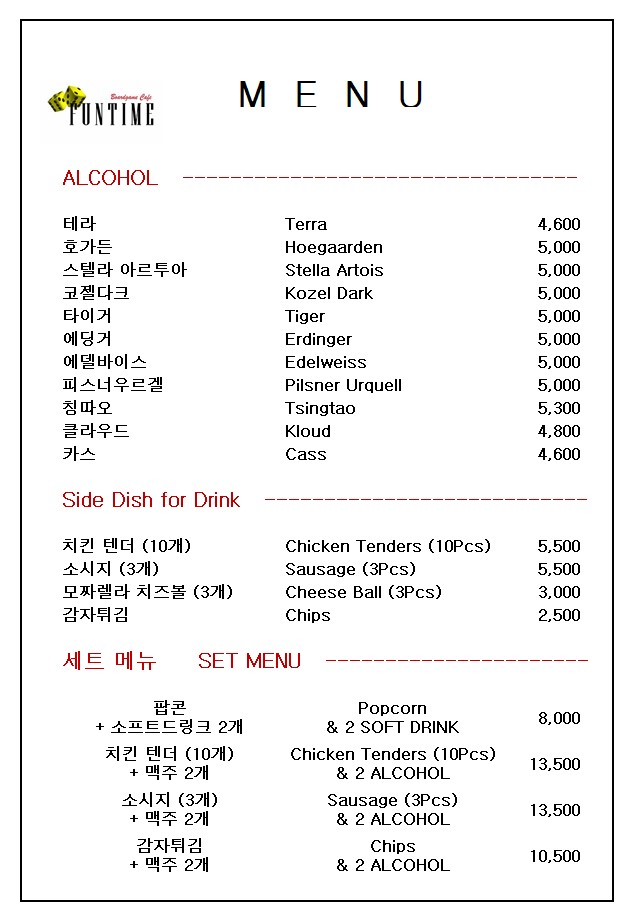 Boardgame Cafe
FUNTIME
MENU
ALCOHOL
테라 Terra 4,600
호가든 Hoegaarden 5,000
스텔라 아르투아 Stella Artois 5,000
코젤다크 Kozel Dark 5,000
타이거 Tiger 5,000
에딩거 Erdinger 5,000
에델바이스 Edelweiss 5,000
피스너우르겔 Pilsner Urquell 5,000
칭따오 Tsingtao 5,300
클라우드 Kloud 4,800
카스 Cass 4,600
Side Dish for Drink
치킨 텐더 (10개) Chicken Tenders (10Pcs) 5,500
소시지 (3개) Sausage (3Pcs) 5,500
모짜렐라 치즈볼 (3개) Cheese Ball (3Pcs) 3,000
감자튀김 Chips 2,500
세트 메뉴 SET MENU
팝콘 Popcorn
+ 소프트드링크 2개 & 2 SOFT DRINK 8,000
치킨 텐더 (10개) Chicken Tenders (10Pcs)
+ 맥주 2개 & 2 ALCOHOL 13,500
소시지 (3개) Sausage (3Pcs)
+ 맥주 2개 & 2 ALCOHOL 13,500
감자튀김 Chips
+ 맥주 2개 & 2 ALCOHOL 10,500